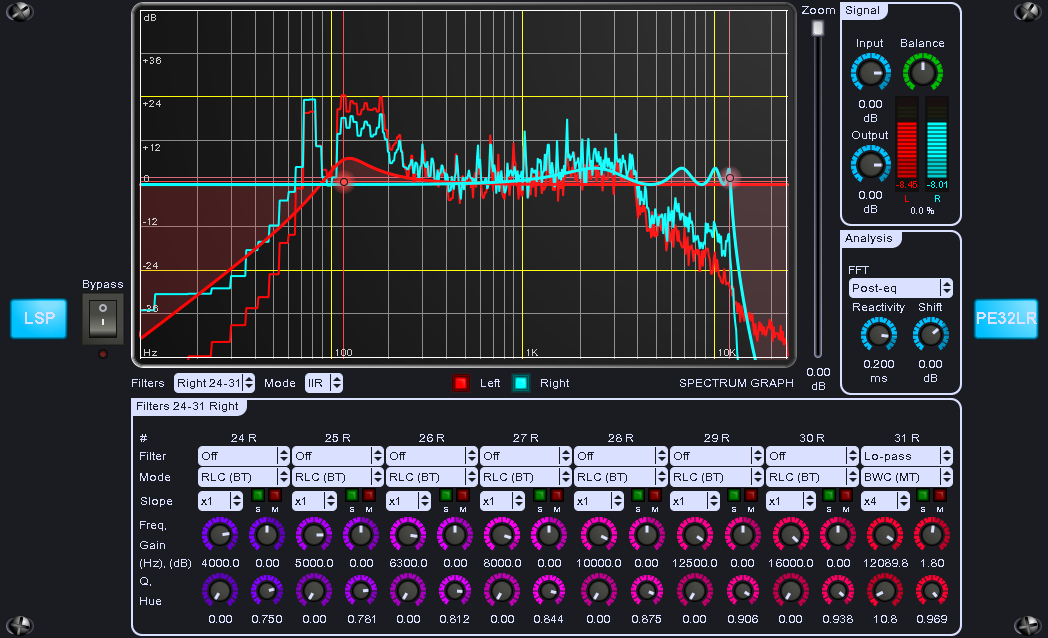 Zoom
dB
+36
+24
+12
0
-12
-24
-36
Hz
100
1K
10K
0.00
dB
Signal
Input
Balance
0.00
dB
Output
0.00
dB
-8.45
-8.01
L
R
0.0 %
Analysis
FFT
Post-eq
Reactivity
Shift
0.200
0.00
ms
dB
Bypass
LSP
PE32LR
Filters
Right 24-31
Mode
IIR
Left
Right
SPECTRUM GRAPH
Filters 24-31 Right
# 24 R 25 R 26 R 27 R 28 R 29 R 30 R 31 R
Filter Off Off Off Off Off Off Off Lo-pass
Mode RLC (BT) RLC (BT) RLC (BT) RLC (BT) RLC (BT) RLC (BT) RLC (BT) BWC (MT)
Slope x1 x1 x1 x1 x1 x1 x1 x4
S M S M S M S M S M S M S M S M
Freq,
Gain
(Hz), (dB) 4000.0 0.00 5000.0 0.00 6300.0 0.00 8000.0 0.00 10000.0 0.00 12500.0 0.00 16000.0 0.00 12089.8 1.80
Q,
Hue
0.00 0.750 0.00 0.781 0.00 0.812 0.00 0.844 0.00 0.875 0.00 0.906 0.00 0.938 10.8 0.969